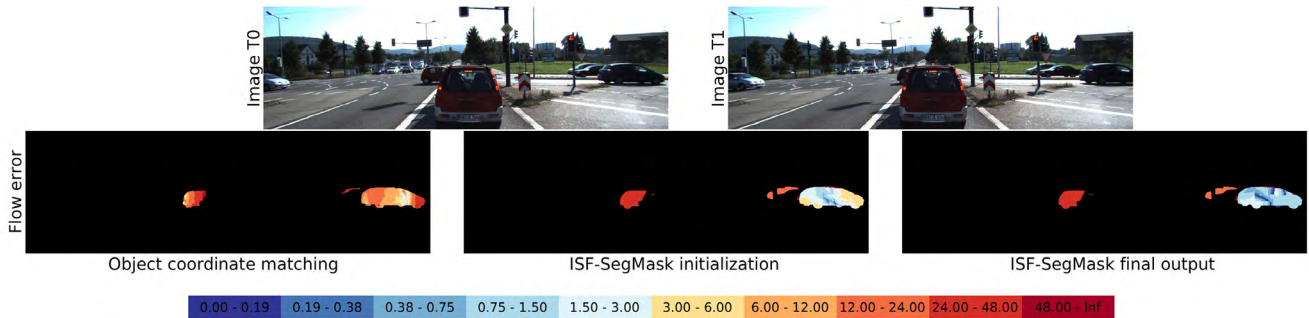 Image T0
Image T1
Flow error
Object coordinate matching
ISF-SegMask initialization
ISF-SegMask final output
0.00 - 0.19 0.19 - 0.38 0.38 - 0.75 0.75 - 1.50 1.50 - 3.00 3.00 - 6.00 6.00 - 12.00 12.00 - 24.00 24.00 - 48.00 48.00 - Inf